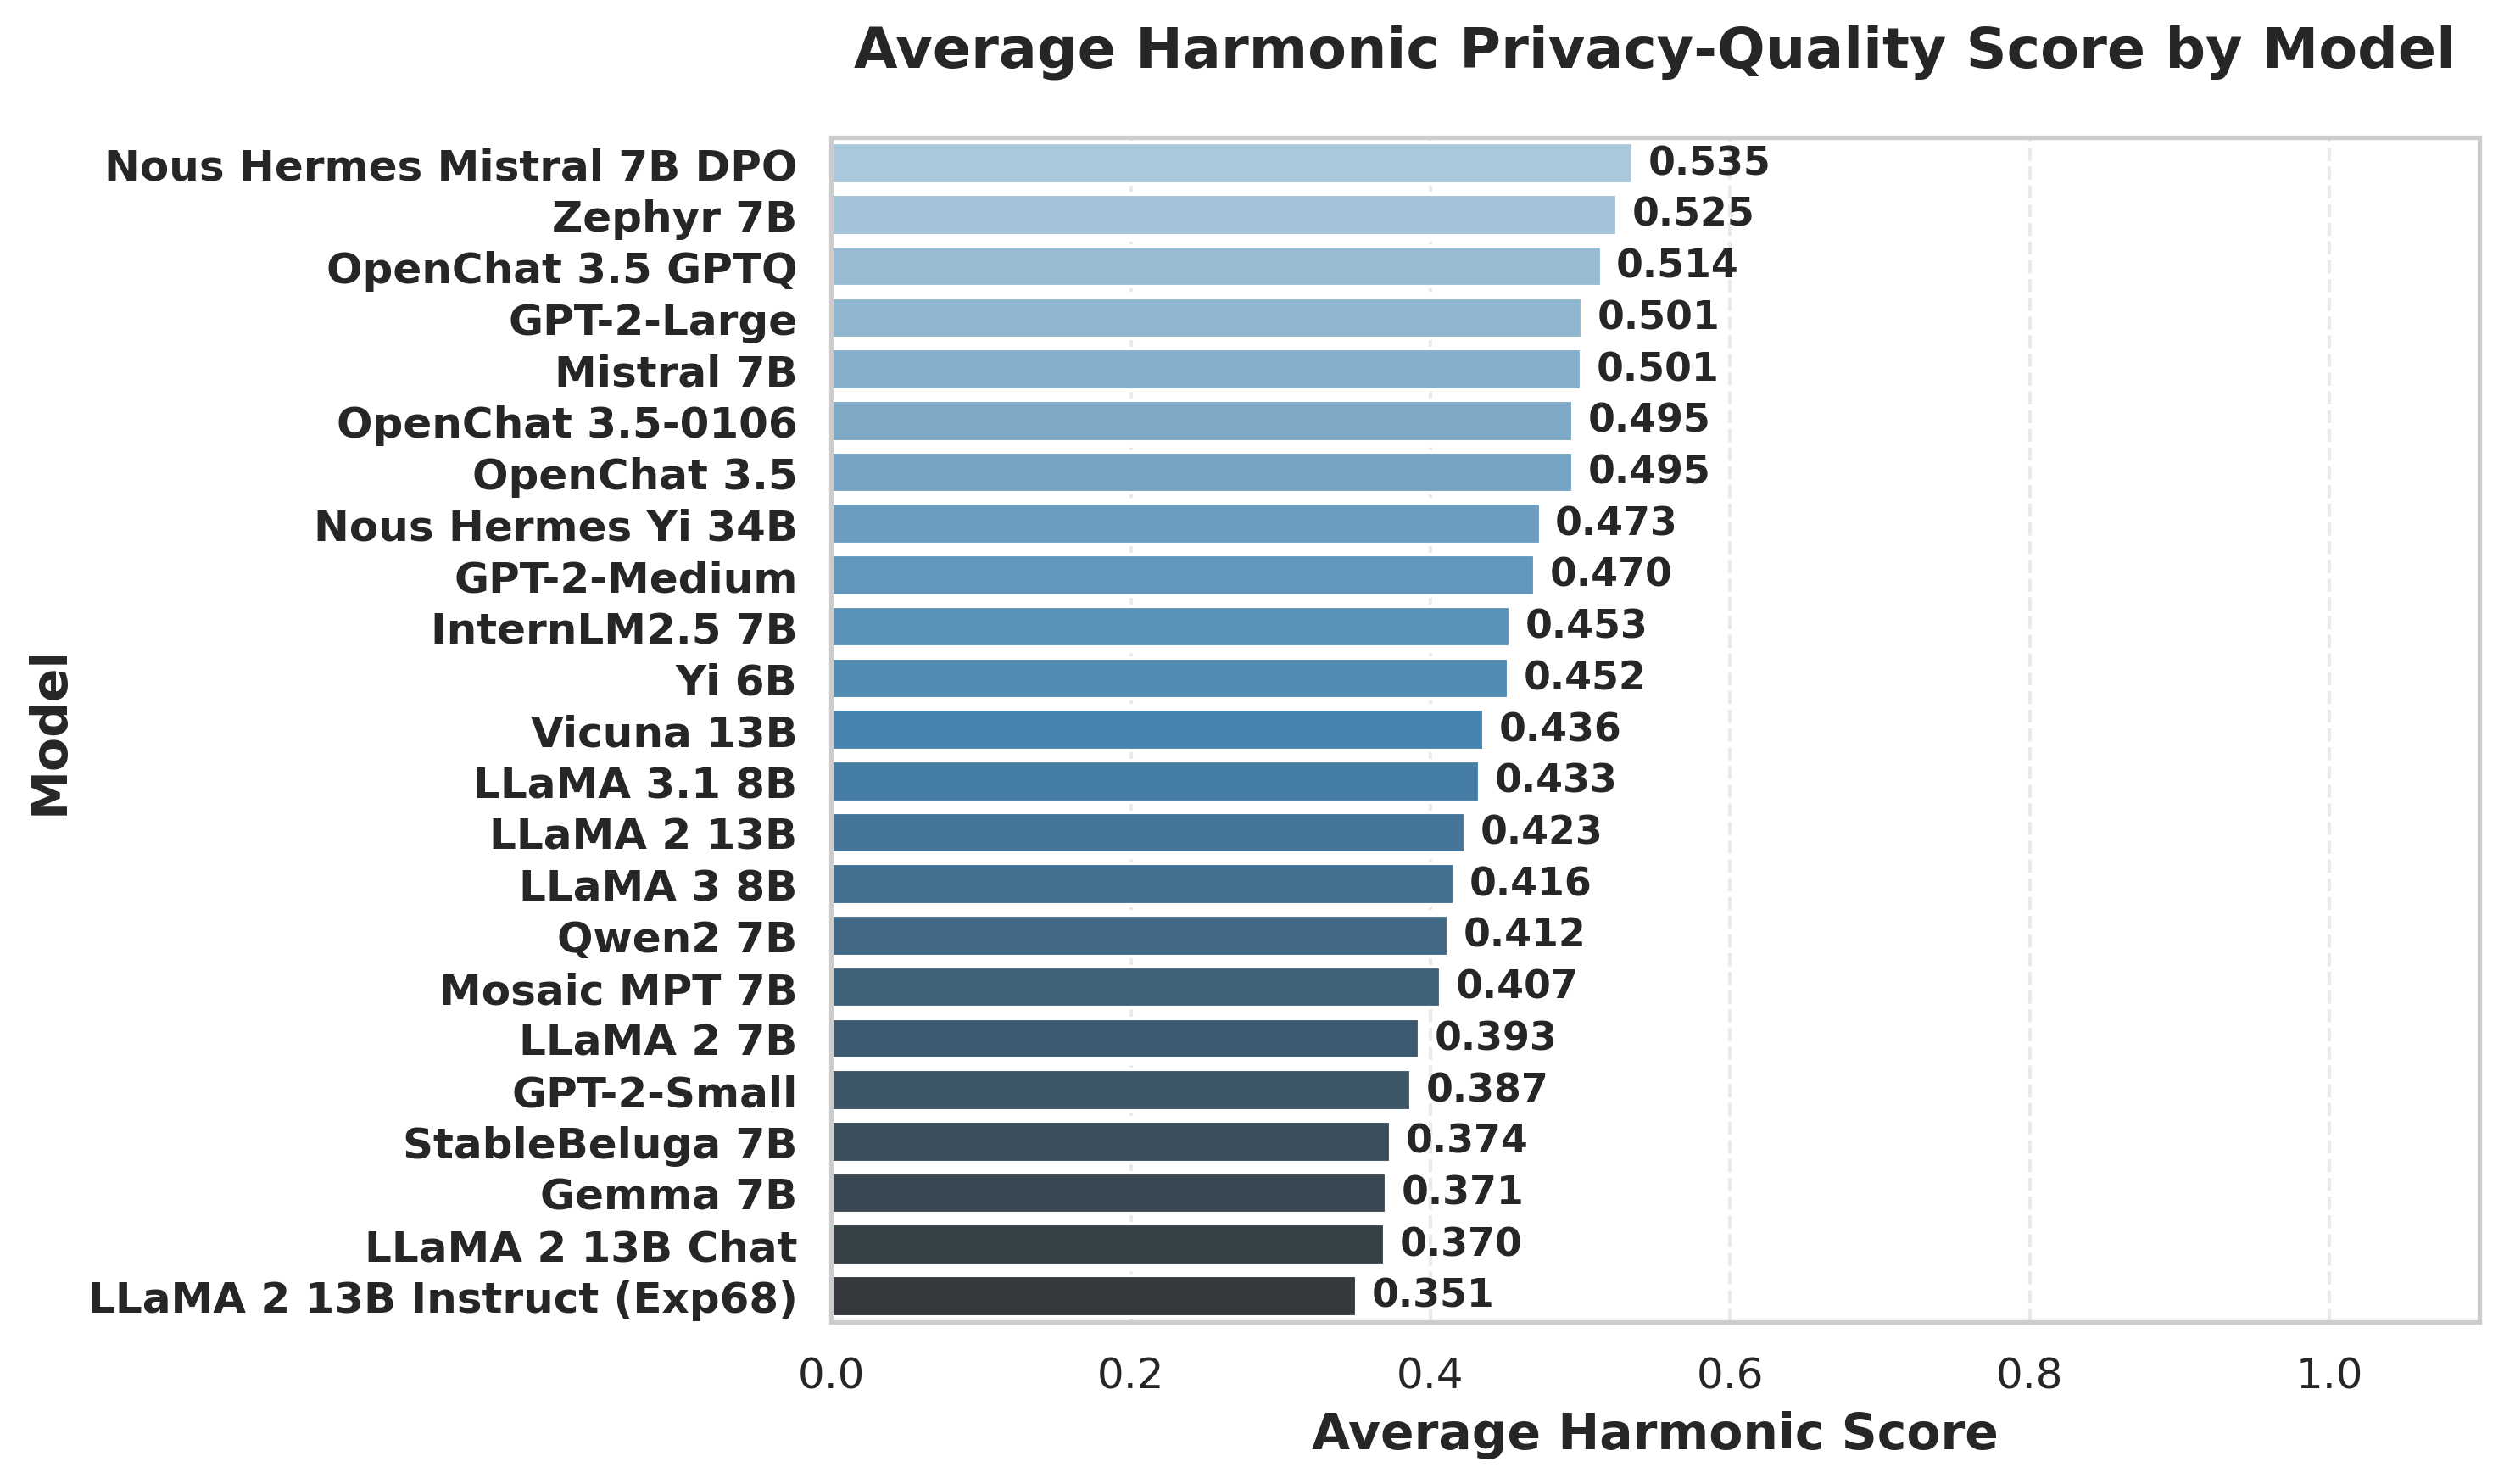 Average Harmonic Privacy-Quality Score by Model
Model
Nous Hermes Mistral 7B DPO 0.535
Zephyr 7B 0.525
OpenChat 3.5 GPTQ 0.514
GPT-2-Large 0.501
Mistral 7B 0.501
OpenChat 3.5-0106 0.495
OpenChat 3.5 0.495
Nous Hermes Yi 34B 0.473
GPT-2-Medium 0.470
InternLM2.5 7B 0.453
Yi 6B 0.452
Vicuna 13B 0.436
LLaMA 3.1 8B 0.433
LLaMA 2 13B 0.423
LLaMA 3 8B 0.416
Qwen2 7B 0.412
Mosaic MPT 7B 0.407
LLaMA 2 7B 0.393
GPT-2-Small 0.387
StableBeluga 7B 0.374
Gemma 7B 0.371
LLaMA 2 13B Chat 0.370
LLaMA 2 13B Instruct (Exp68) 0.351
0.0 0.2 0.4 0.6 0.8 1.0
Average Harmonic Score